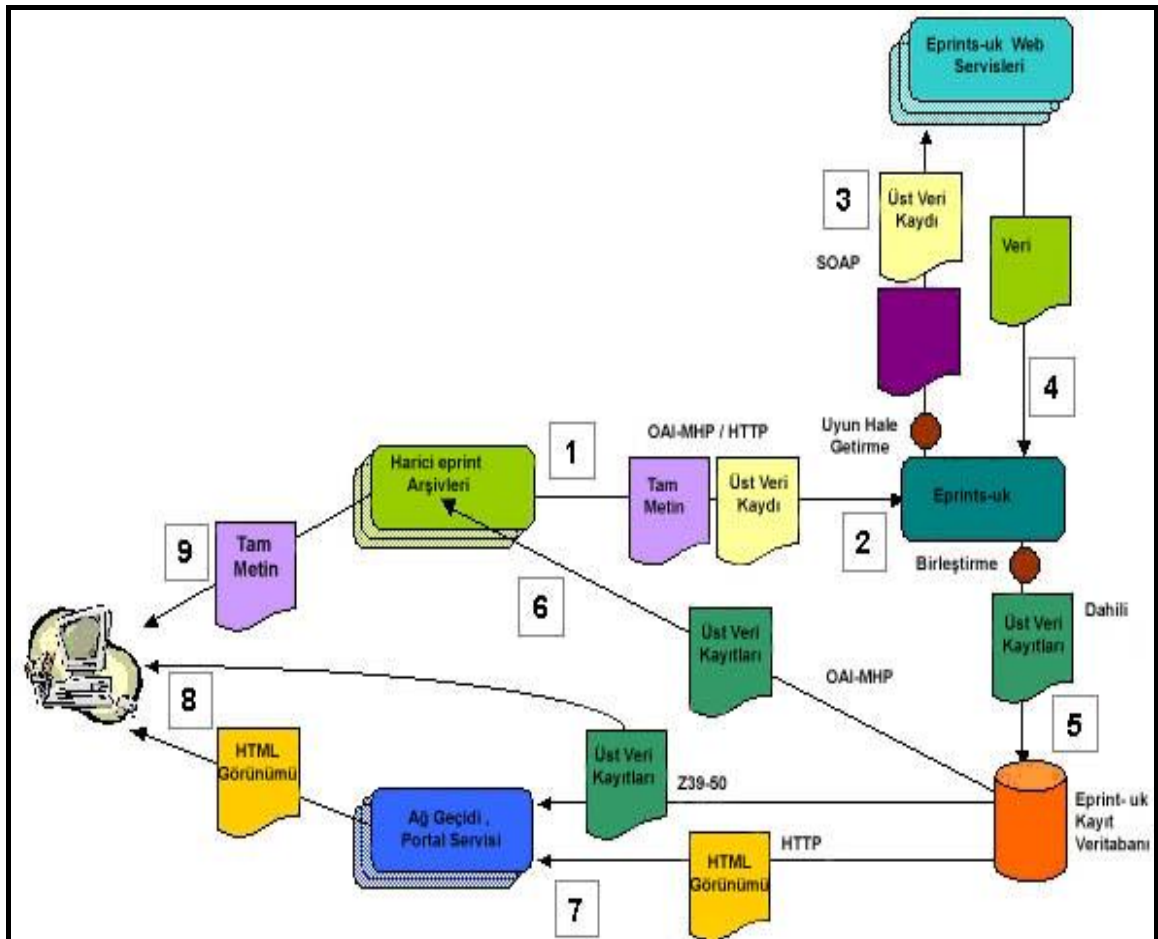 Eprints-uk Web
Servisleri
3
Üst Veri
Kaydı
Veri
SOAP
4
Uyun Hale
Getirme
1
OAI-MHP / HTTP
Harici eprint
Arşivleri
Tam
Metin
Üst Veri
Kaydı
Eprints-uk
2
9
Tam
Metin
Birleştirme
6
Dahili
Üst Veri
Kayıtları
Üst Veri
Kayıtları
OAI-MHP
8
5
HTML
Görünümü
Üst Veri
Kayıtları
Z39-50
Ağ Geçidi .
Portal Servisi
Eprint- uk
Kayıt
Veritabanı
HTTP
HTML
Görünümü
7